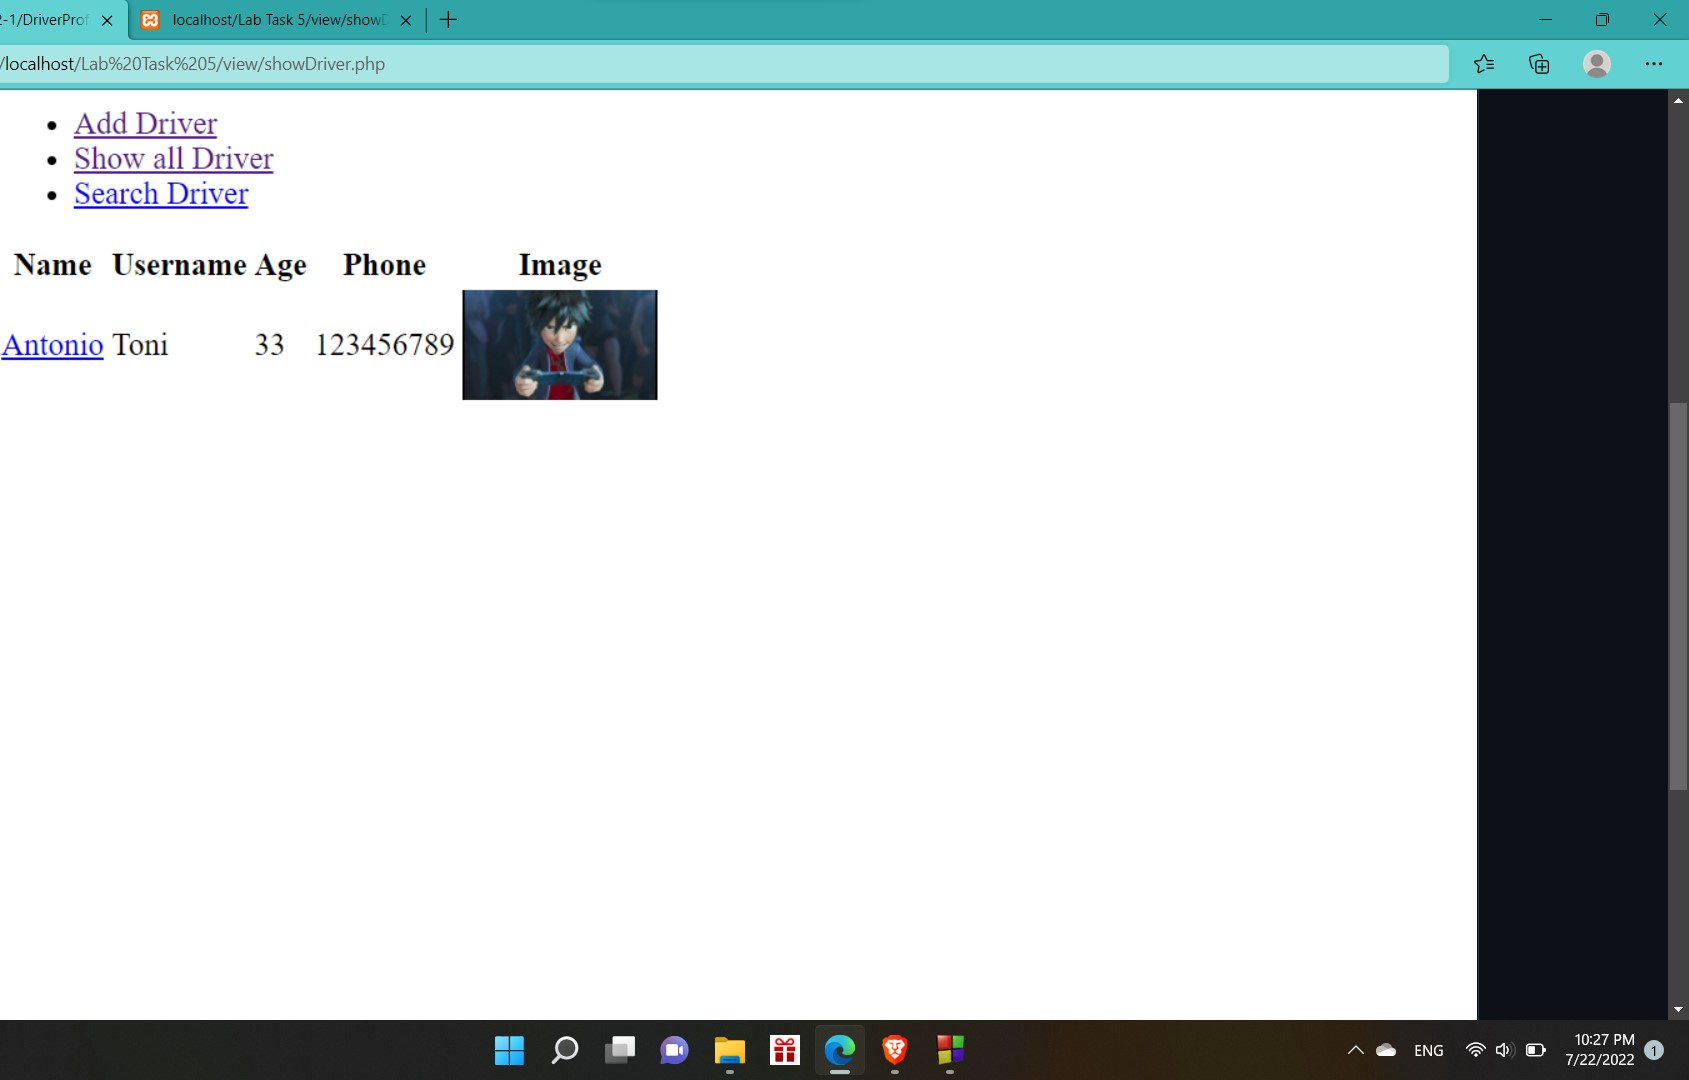 2-1/DriverProf
localhost/Lab Task 5/view/showD
/localhost/Lab%20Task%205/view/showDriver.php
Add Driver
Show all Driver
Search Driver
Name Username Age Phone Image
Antonio Toni 33 123456789
ENG
10:27 PM
7/22/2022
1